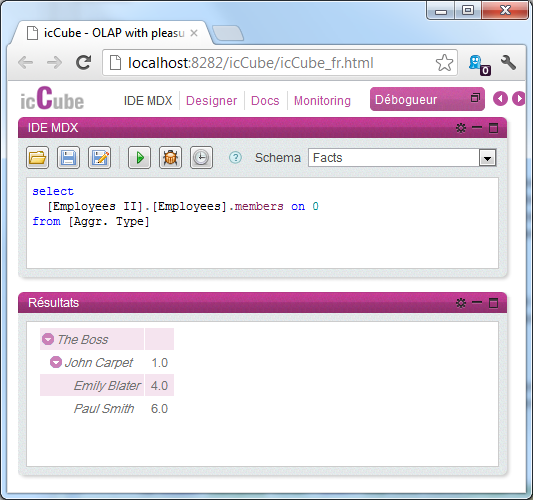 icCube - OLAP with pleasu
localhost:8282/icCube/icCube_fr.html
0
icCube
IDE MDX
Designer
Docs
Monitoring
Débogueur
IDE MDX
Schema
Facts
select
[Employees II].[Employees].members on 0
from [Aggr. Type]
Résultats
The Boss
John Carpet 1.0
Emily Blater 4.0
Paul Smith 6.0